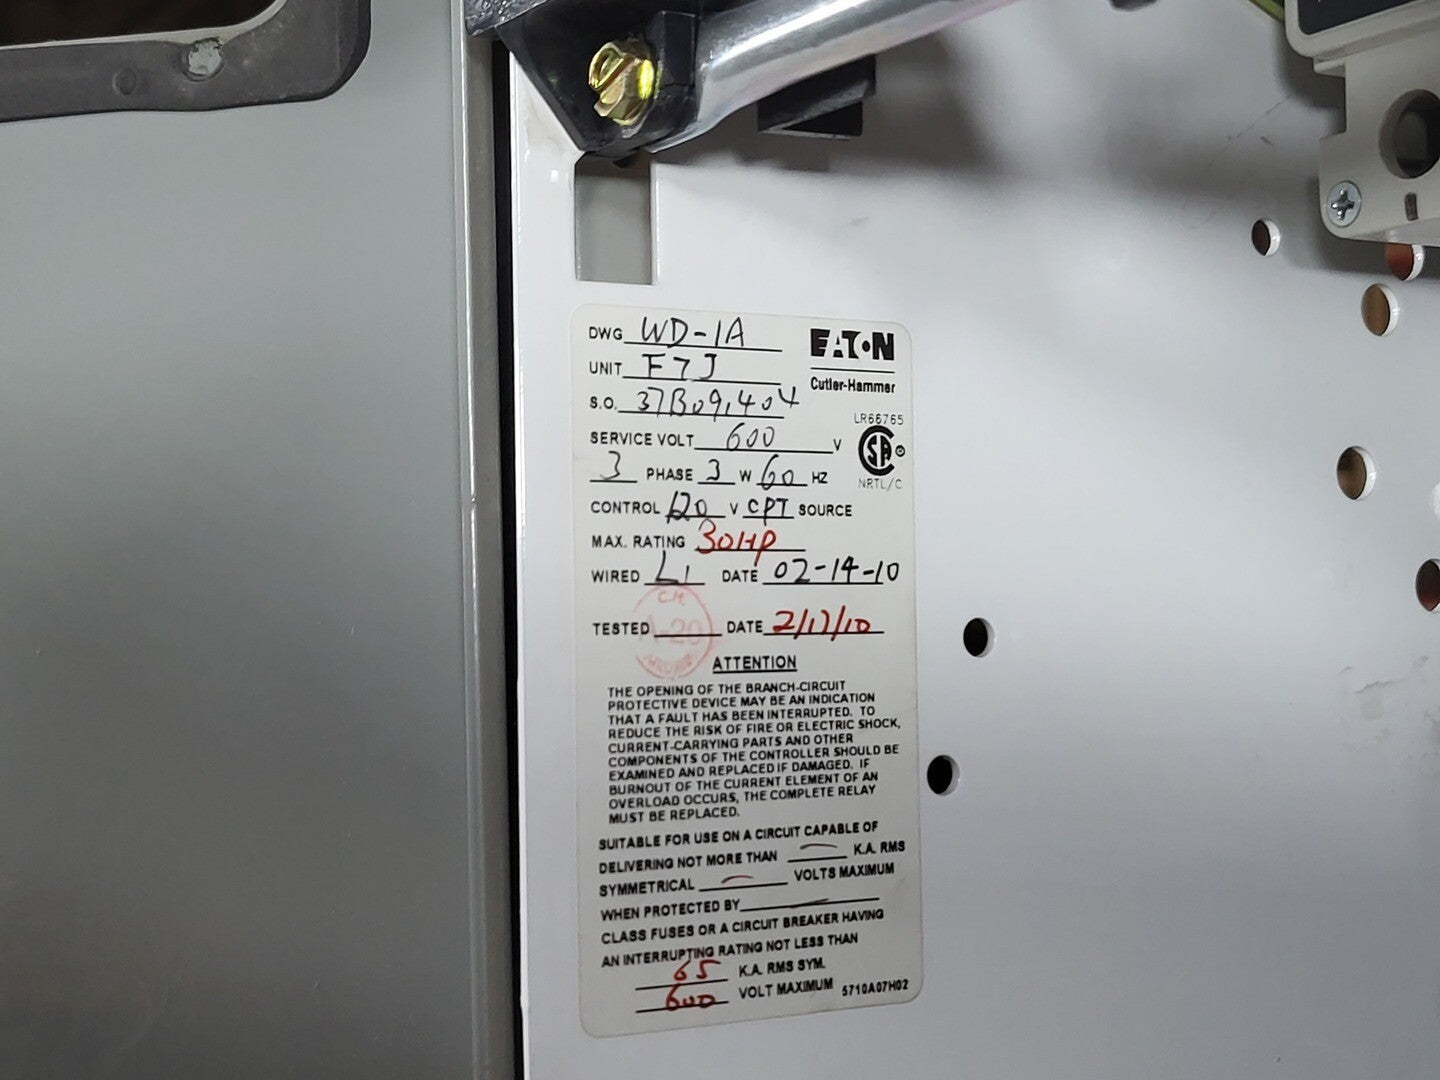 DWG WD-1A
EATON
UNIT F7J
Cutler-Hammer
S.O. 37B09,404
LR66765
SERVICE VOLT 600 V
SA
NRTL/C
3 PHASE 3 W 60 HZ
CONTROL 120 V CPT SOURCE
MAX. RATING 30HP
WIRED L1 DATE 02-14-10
C.H.
TESTED A-20 DATE 2/17/10
ATTENTION
THE OPENING OF THE BRANCH-CIRCUIT
PROTECTIVE DEVICE MAY BE AN INDICATION
THAT A FAULT HAS BEEN INTERRUPTED. TO
REDUCE THE RISK OF FIRE OR ELECTRIC SHOCK,
CURRENT-CARRYING PARTS AND OTHER
COMPONENTS OF THE CONTROLLER SHOULD BE
EXAMINED AND REPLACED IF DAMAGED. IF
BURNOUT OF THE CURRENT ELEMENT OF AN
OVERLOAD OCCURS, THE COMPLETE RELAY
MUST BE REPLACED.
SUITABLE FOR USE ON A CIRCUIT CAPABLE OF
DELIVERING NOT MORE THAN — K.A. RMS
SYMMETRICAL — VOLTS MAXIMUM
WHEN PROTECTED BY —
CLASS FUSES OR A CIRCUIT BREAKER HAVING
AN INTERRUPTING RATING NOT LESS THAN
65 K.A. RMS SYM.
600 VOLT MAXIMUM 5710A07H02